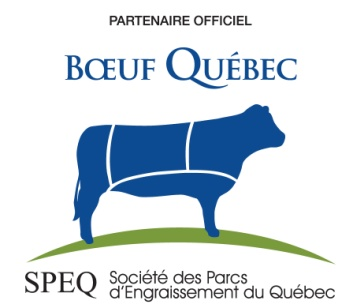 PARTENAIRE OFFICIEL
BŒUF QUÉBEC
SPEQ Société des Parcs
d'Engraissement du Québec